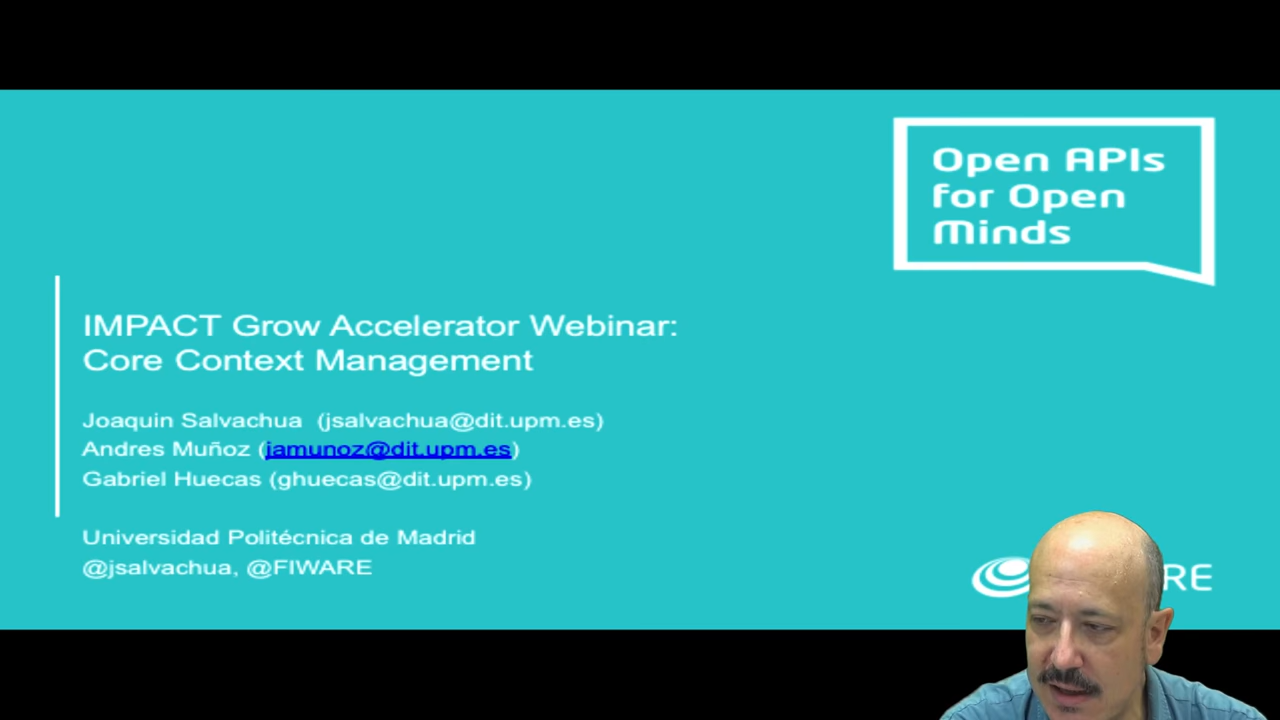 Open APIs
for Open
Minds
IMPACT Grow Accelerator Webinar:
Core Context Management
Joaquin Salvachua (jsalvachua@dit.upm.es)
Andres Muñoz (jamunoz@dit.upm.es)
Gabriel Huecas (ghuecas@dit.upm.es)
Universidad Politécnica de Madrid
@jsalvachua, @FIWARE
RE